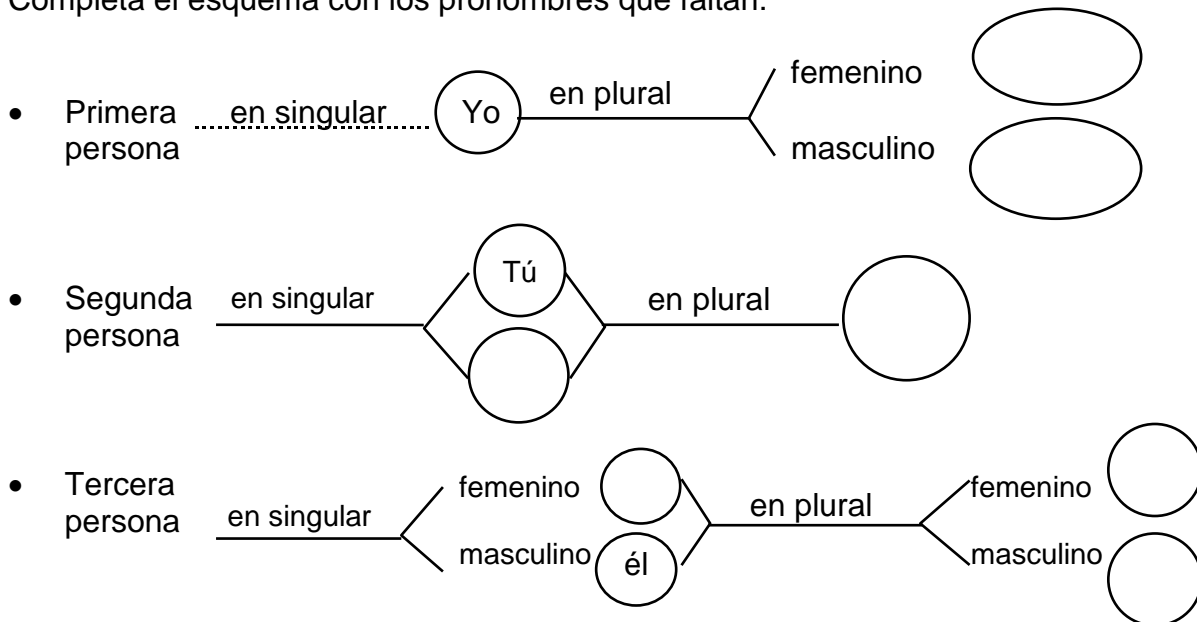 Completa el esquema con los pronombres que faltan:
• Primera persona en singular Yo en plural femenino
masculino
• Segunda persona en singular Tú en plural
• Tercera persona en singular femenino en plural femenino
masculino él masculino